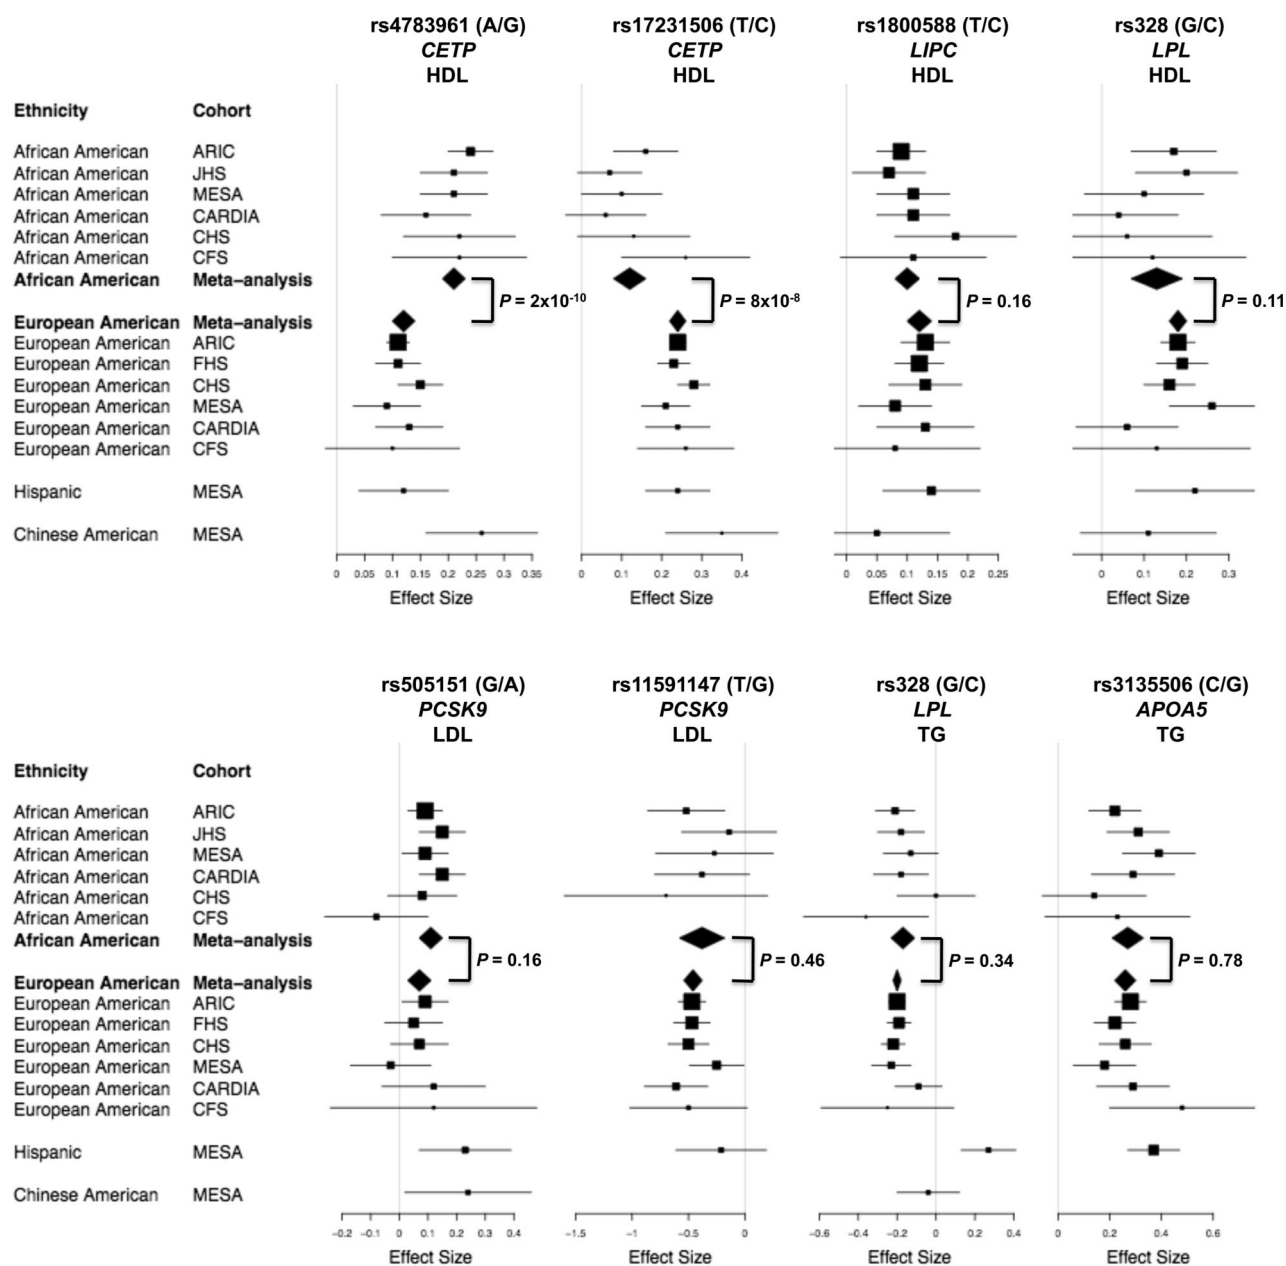 rs4783961 (A/G) rs17231506 (T/C) rs1800588 (T/C) rs328 (G/C)
CETP CETP LIPC LPL
HDL HDL HDL HDL
Ethnicity Cohort
African American ARIC
African American JHS
African American MESA
African American CARDIA
African American CHS
African American CFS
African American Meta−analysis
P = 2x10⁻¹⁰ P = 8x10⁻⁸ P = 0.16 P = 0.11
European American Meta−analysis
European American ARIC
European American FHS
European American CHS
European American MESA
European American CARDIA
European American CFS
Hispanic MESA
Chinese American MESA
0 0.05 0.1 0.15 0.2 0.25 0.3 0.35 0 0.1 0.2 0.3 0.4 0 0.05 0.1 0.15 0.2 0.25 0 0.1 0.2 0.3
Effect Size Effect Size Effect Size Effect Size
rs505151 (G/A) rs11591147 (T/G) rs328 (G/C) rs3135506 (C/G)
PCSK9 PCSK9 LPL APOA5
LDL LDL TG TG
Ethnicity Cohort
African American ARIC
African American JHS
African American MESA
African American CARDIA
African American CHS
African American CFS
African American Meta−analysis
P = 0.16 P = 0.46 P = 0.34 P = 0.78
European American Meta−analysis
European American ARIC
European American FHS
European American CHS
European American MESA
European American CARDIA
European American CFS
Hispanic MESA
Chinese American MESA
−0.2 −0.1 0 0.1 0.2 0.3 0.4 −1.5 −1 −0.5 0 −0.6 −0.4 −0.2 0 0.2 0.4 0 0.2 0.4 0.6
Effect Size Effect Size Effect Size Effect Size